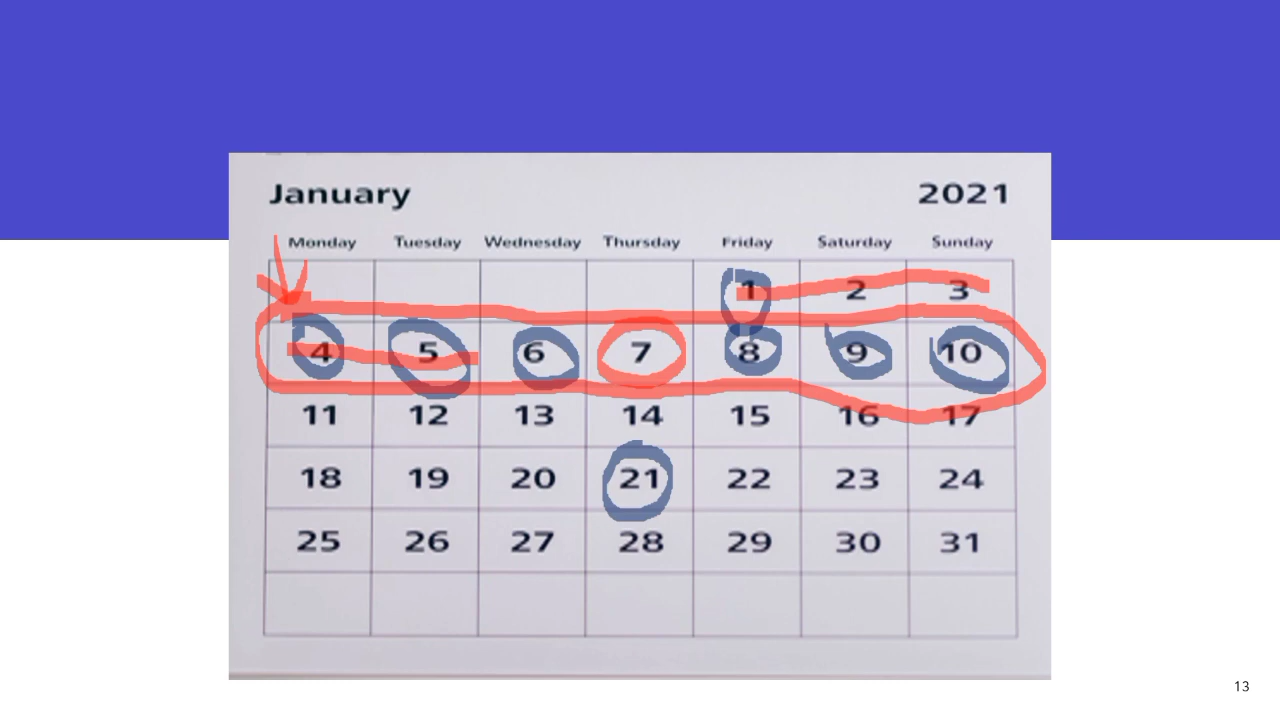 January 2021
Monday Tuesday Wednesday Thursday Friday Saturday Sunday
1 2 3
4 5 6 7 8 9 10
11 12 13 14 15 16 17
18 19 20 21 22 23 24
25 26 27 28 29 30 31
13